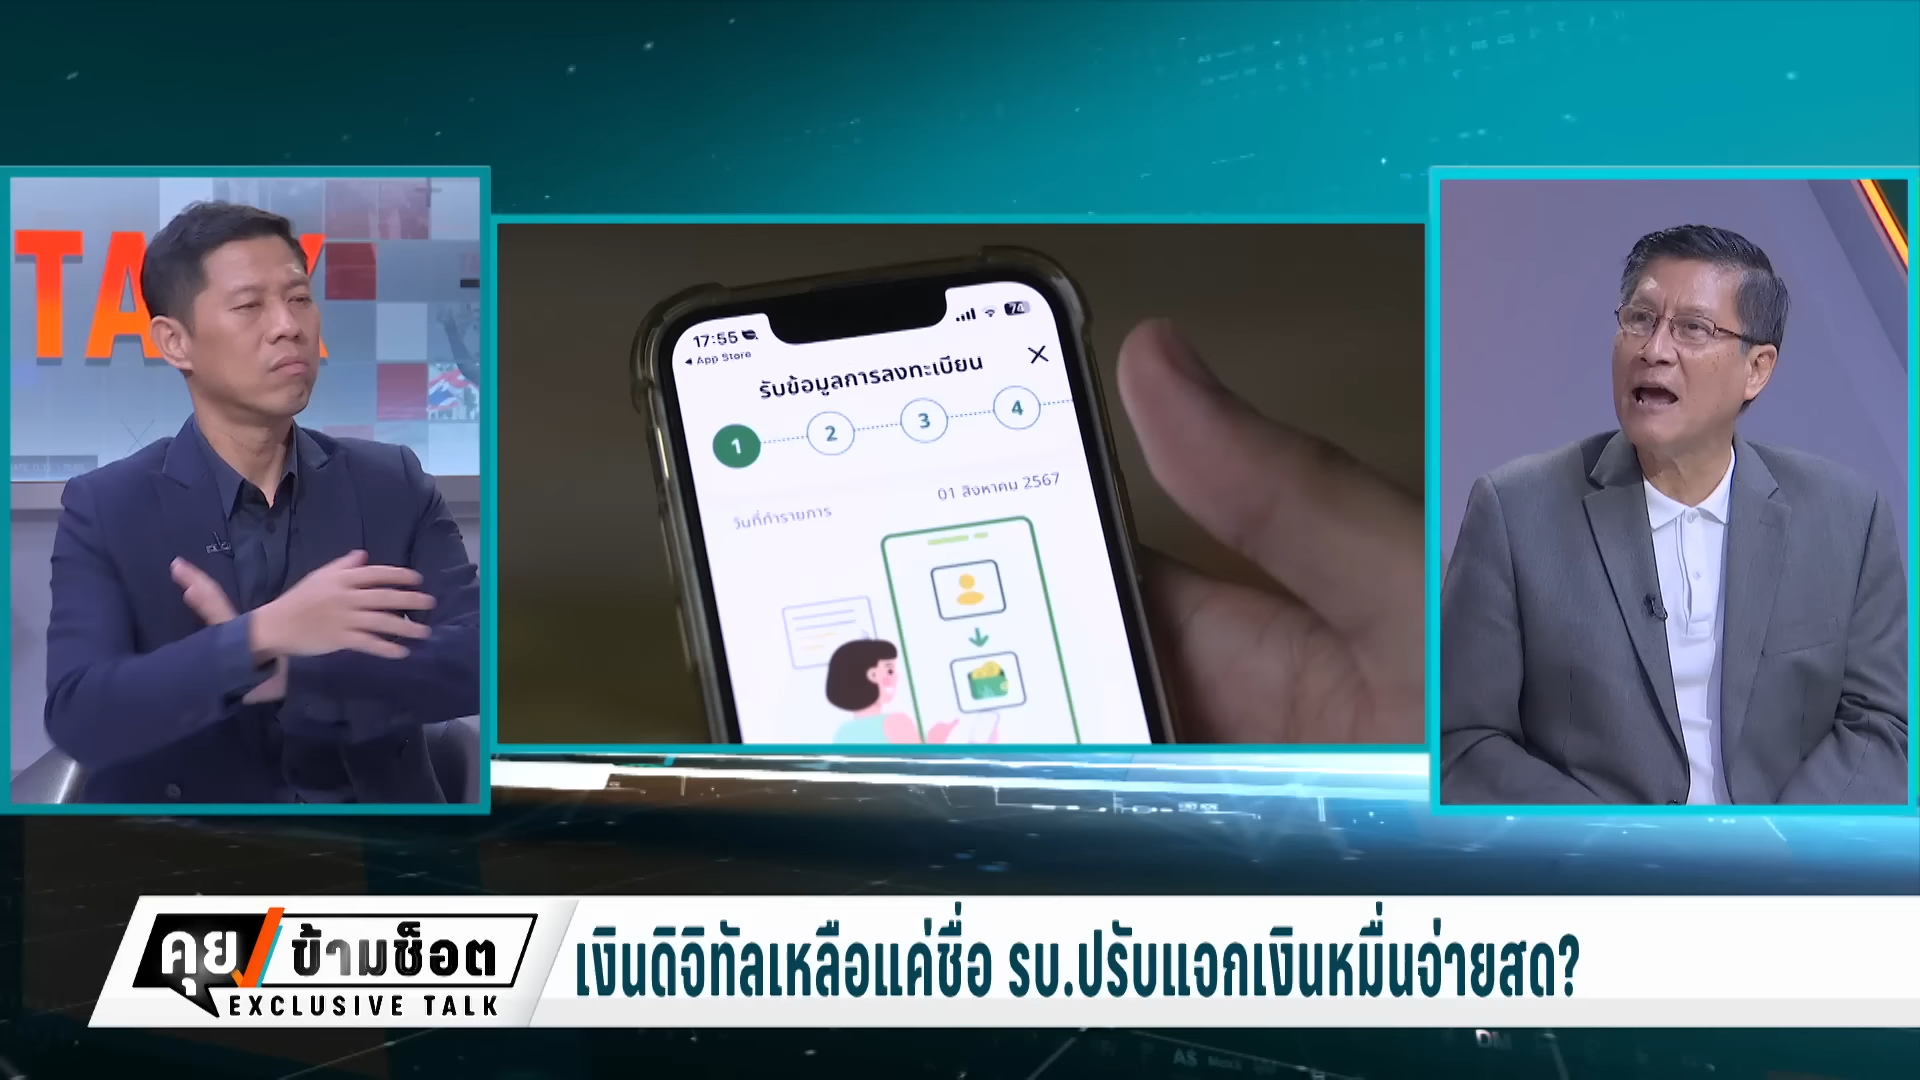 TA
17:55
74
App Store
รับข้อมูลการลงทะเบียน
1
2
3
4
01 สิงหาคม 2567
วันที่ทำรายการ
คุยข้ามช็อต
EXCLUSIVE TALK
เงินดิจิทัลเหลือแค่ชื่อ รบ.ปรับแจกเงินหมื่นจ่ายสด?